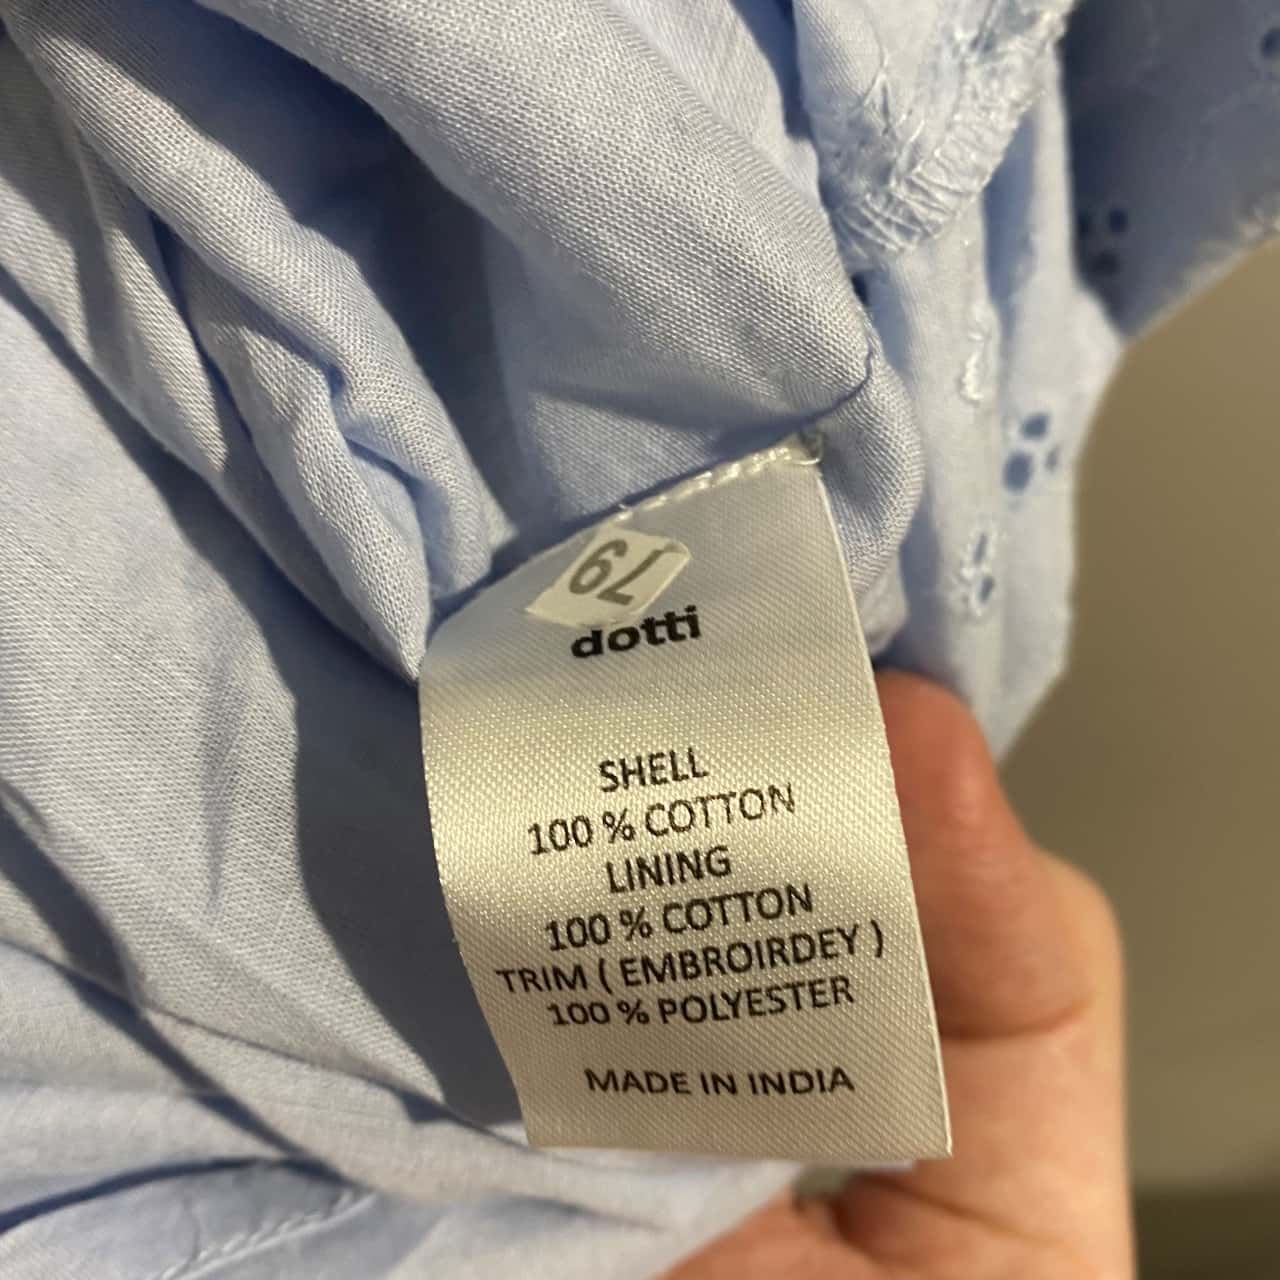 79
dotti
SHELL
100 % COTTON
LINING
100 % COTTON
TRIM ( EMBROIRDEY )
100 % POLYESTER
MADE IN INDIA